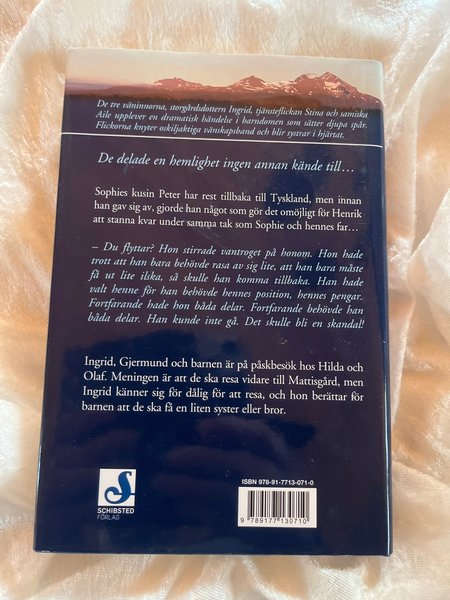 De tre väninnorna, storgårdsdottern Ingrid, tjänsteflickan Stina och samiska
Aile upplever en dramatisk händelse i barndomen som sätter djupa spår.
Flickorna knyter oskiljaktiga vänskapsband och blir systrar i hjärtat.
De delade en hemlighet ingen annan kände till…
Sophies kusin Peter har rest tillbaka till Tyskland, men innan
han gav sig av, gjorde han något som gör det omöjligt för Henrik
att stanna kvar under samma tak som Sophie och hennes far…
– Du flyttar? Hon stirrade vantroget på honom. Hon hade
trott att han bara behövde rasa av sig lite, att han bara måste
få ut lite ilska, så skulle han komma tillbaka. Han hade
valt henne för han behövde hennes position, hennes pengar.
Fortfarande hade hon båda delar. Fortfarande behövde han
båda delar. Han kunde inte gå. Det skulle bli en skandal!
Ingrid, Gjermund och barnen är på påskbesök hos Hilda och
Olaf. Meningen är att de ska resa vidare till Mattisgård, men
Ingrid känner sig för dålig för att resa, och hon berättar för
barnen att de ska få en liten syster eller bror.
S
SCHIBSTED
FÖRLAG
ISBN 978-91-7713-071-0
9 789177 130710